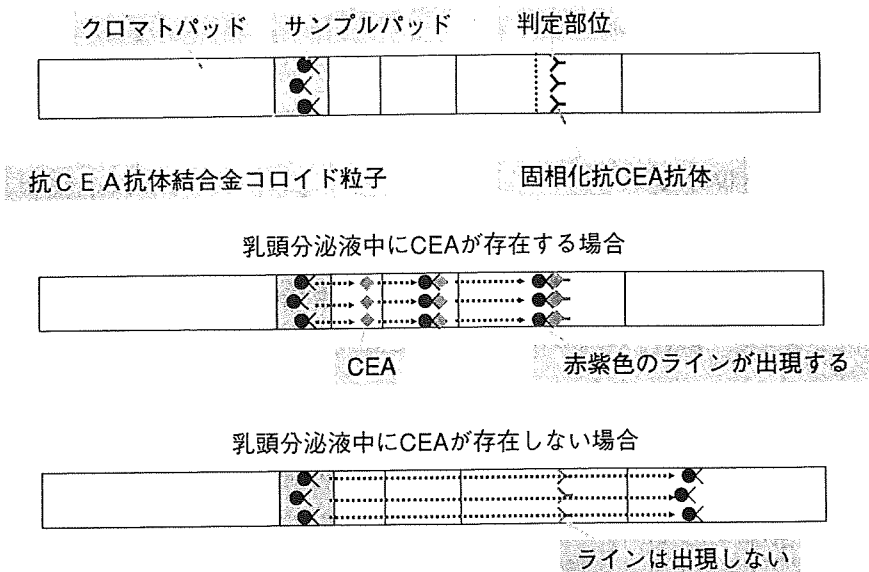 クロマトパッド サンプルパッド 判定部位
抗CEA抗体結合金コロイド粒子 固相化抗CEA抗体
乳頭分泌液中にCEAが存在する場合
CEA 赤紫色のラインが出現する
乳頭分泌液中にCEAが存在しない場合
ラインは出現しない